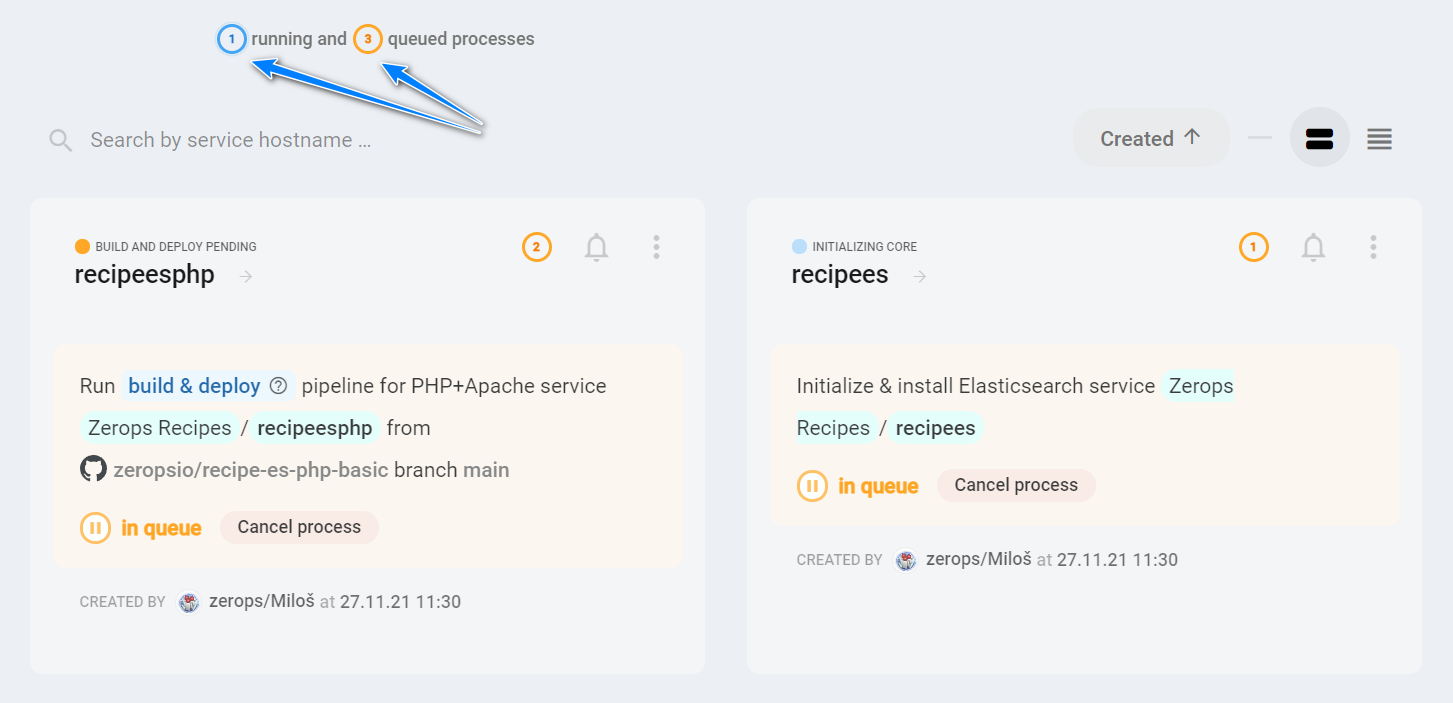 1 running and 3 queued processes
Search by service hostname ...
Created
BUILD AND DEPLOY PENDING
recipeesphp
2
Run build & deploy ? pipeline for PHP+Apache service
Zerops Recipes / recipeesphp from
zeropsio/recipe-es-php-basic branch main
in queue Cancel process
CREATED BY zerops/Miloš at 27.11.21 11:30
INITIALIZING CORE
recipees
1
Initialize & install Elasticsearch service Zerops
Recipes / recipees
in queue Cancel process
CREATED BY zerops/Miloš at 27.11.21 11:30